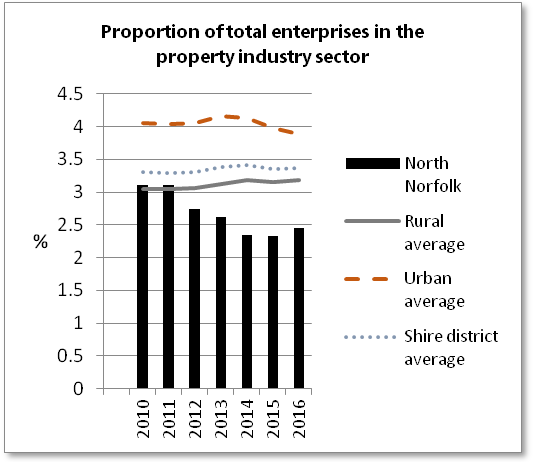 Proportion of total enterprises in the
property industry sector
4.5
4
3.5
3
2.5
2
1.5
1
0.5
0
%
2010
2011
2012
2013
2014
2015
2016
North
Norfolk
Rural
average
Urban
average
Shire district
average